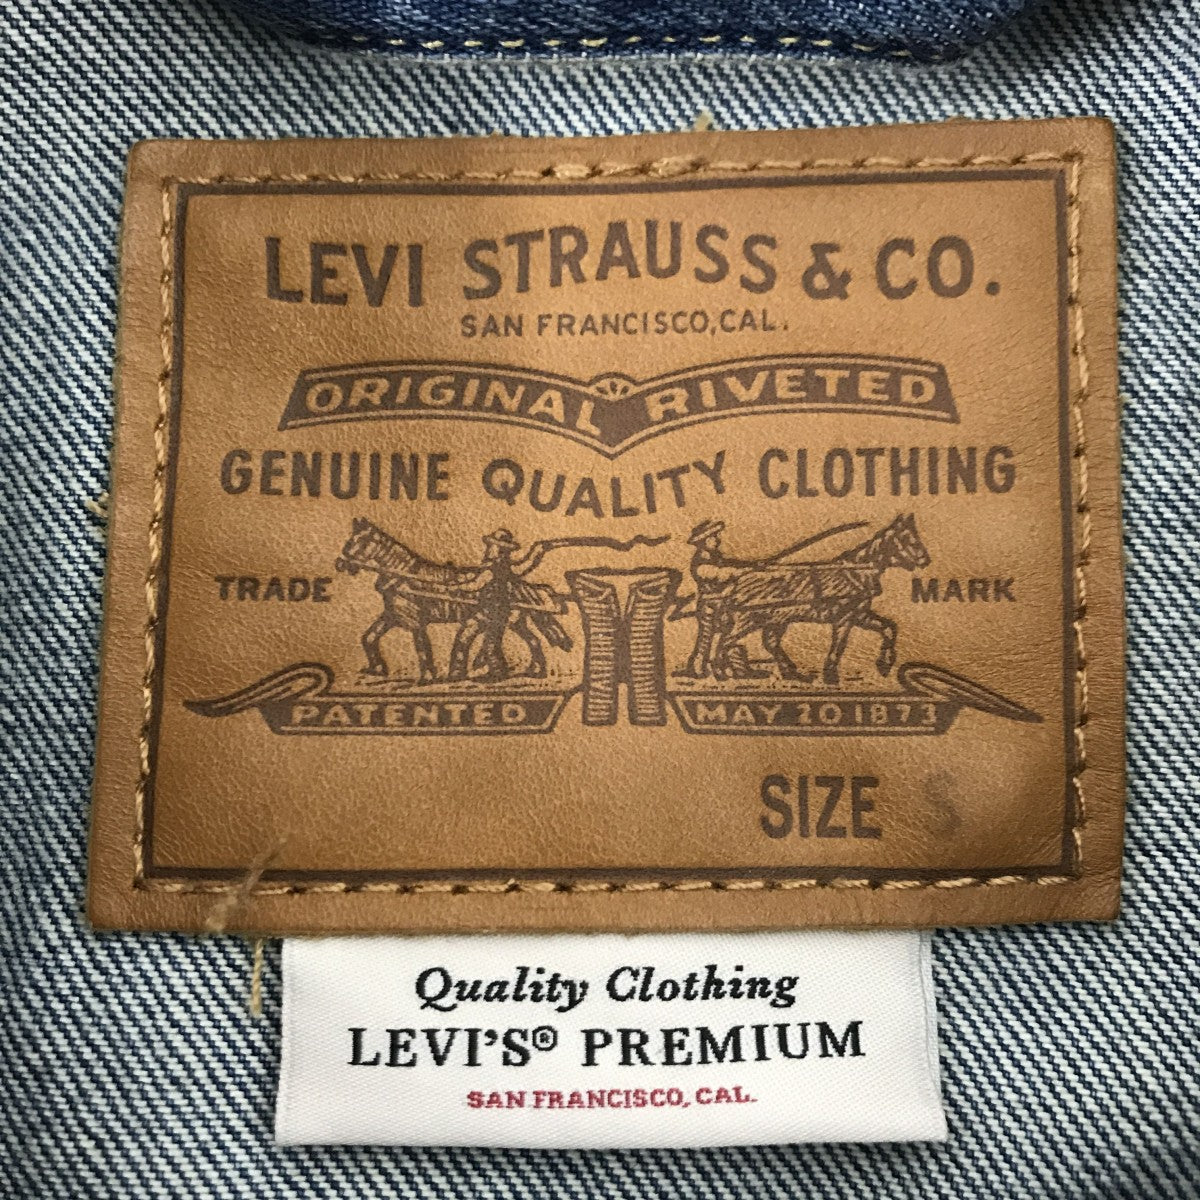 LEVI STRAUSS & CO.
SAN FRANCISCO, CAL.
ORIGINAL RIVETED
GENUINE QUALITY CLOTHING
TRADE MARK
PATENTED MAY 20 1873
SIZE S
Quality Clothing
LEVI'S® PREMIUM
SAN FRANCISCO, CAL.